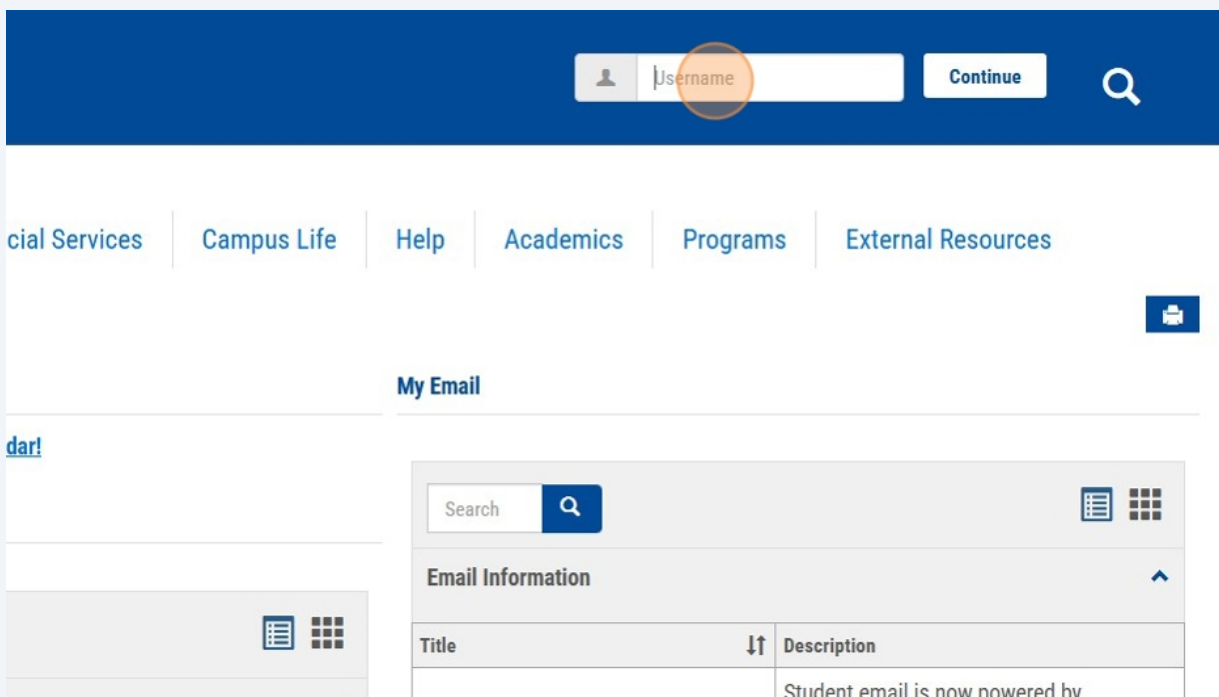 Username Continue
cial Services Campus Life Help Academics Programs External Resources
My Email
dar!
Search
Email Information
Title Description
Student email is now powered by